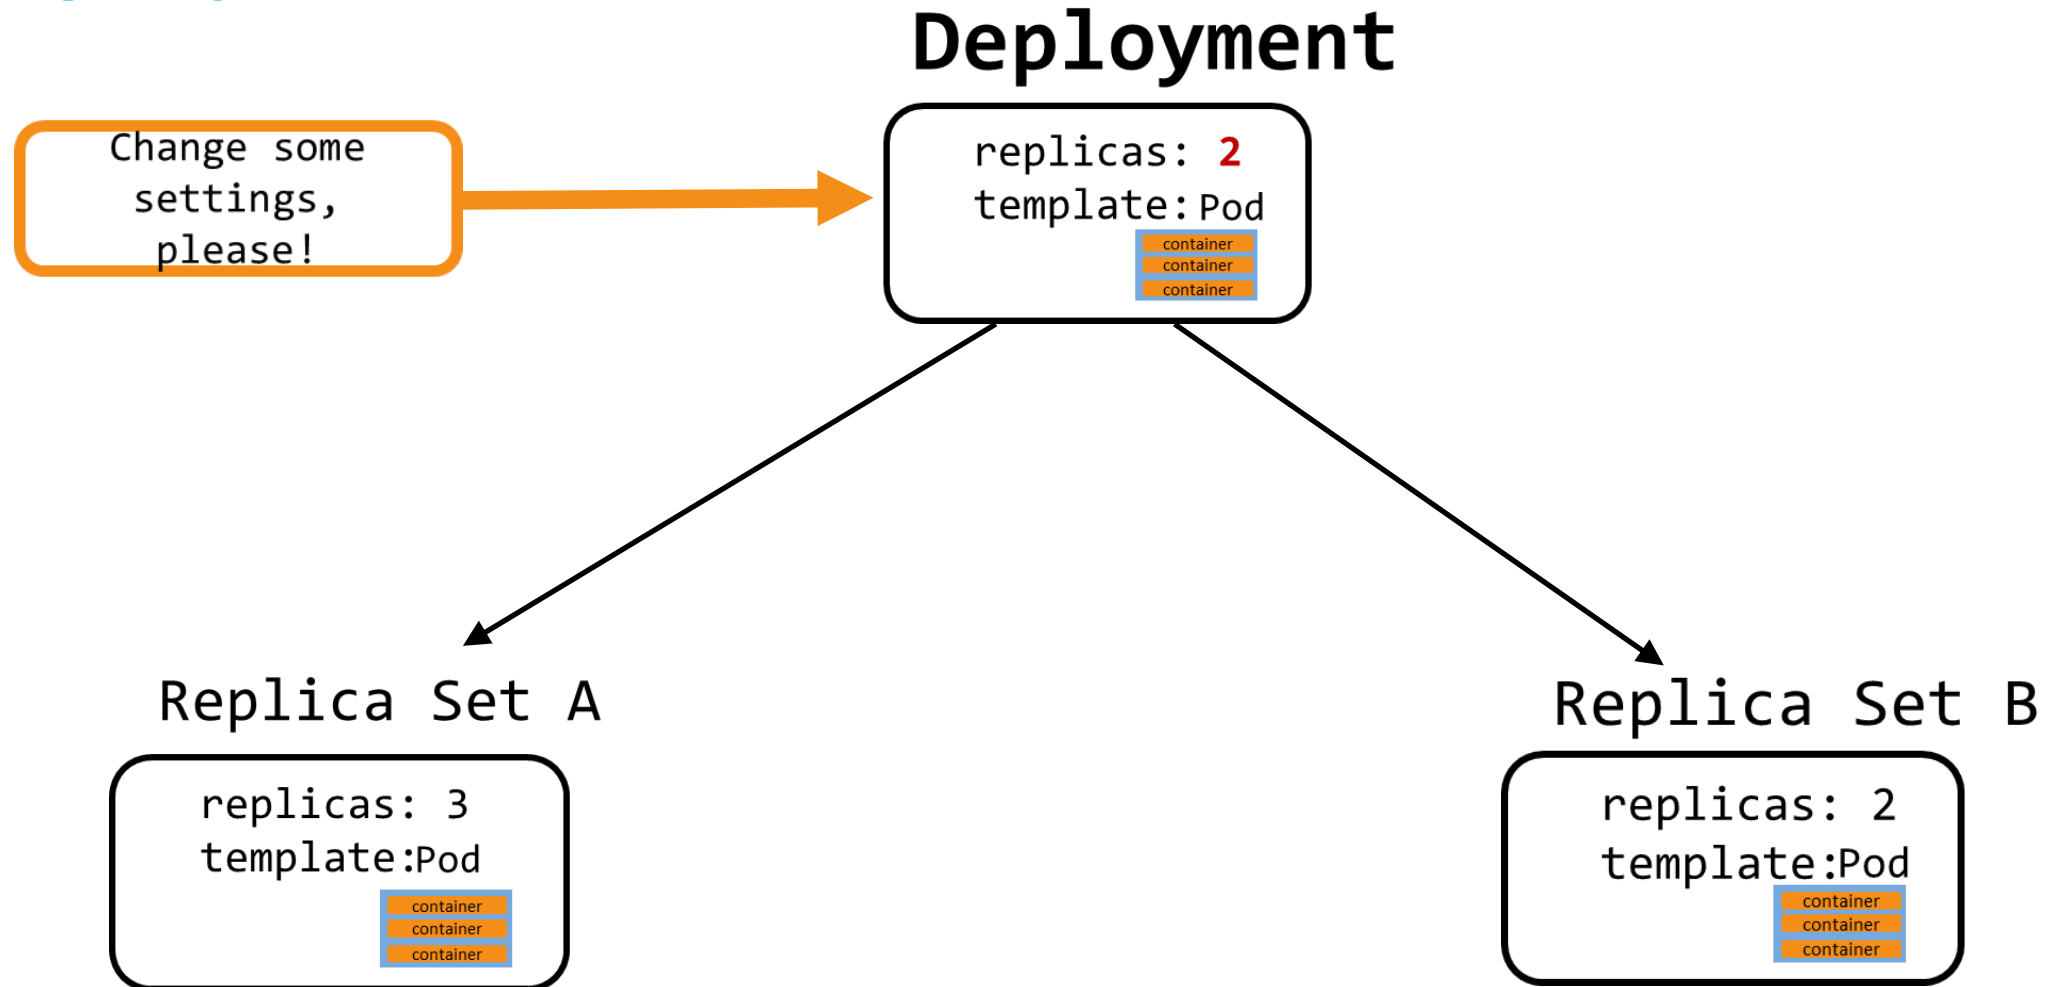 Deployment
Change some
settings,
please!
replicas: 2
template: Pod
container
container
container
Replica Set A
replicas: 3
template:Pod
container
container
container
Replica Set B
replicas: 2
template:Pod
container
container
container